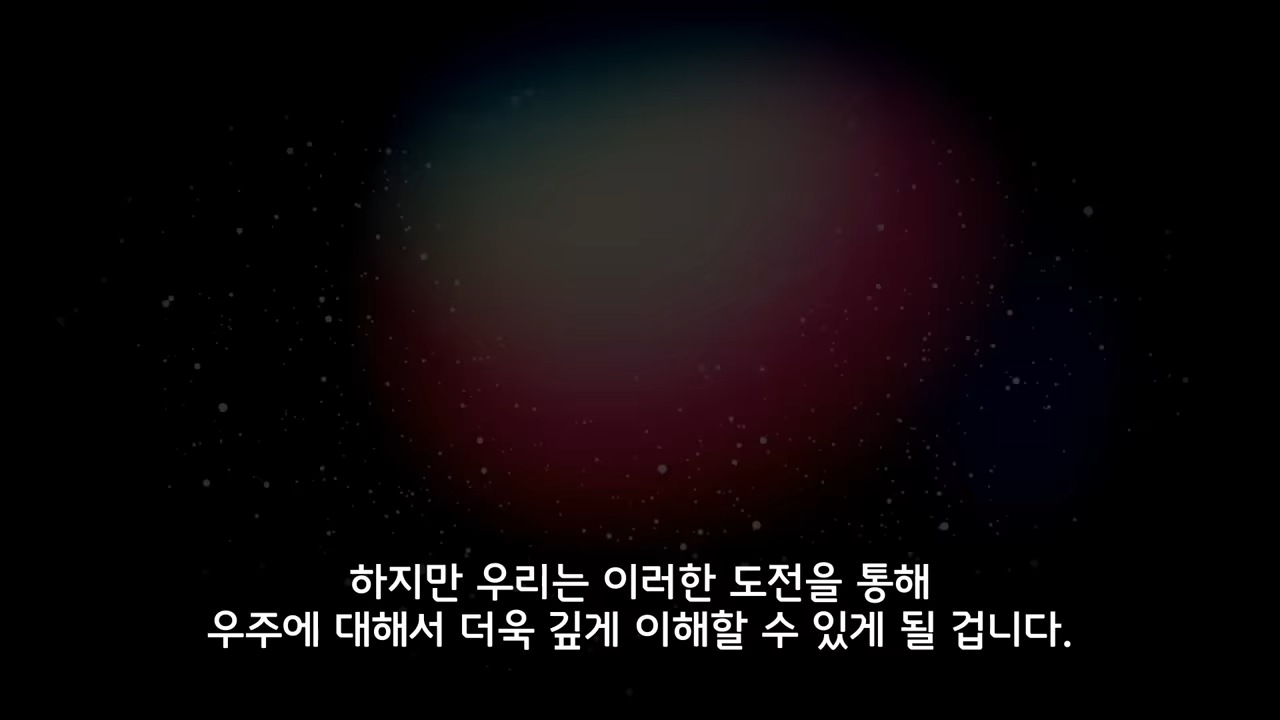 하지만 우리는 이러한 도전을 통해
우주에 대해서 더욱 깊게 이해할 수 있게 될 겁니다.